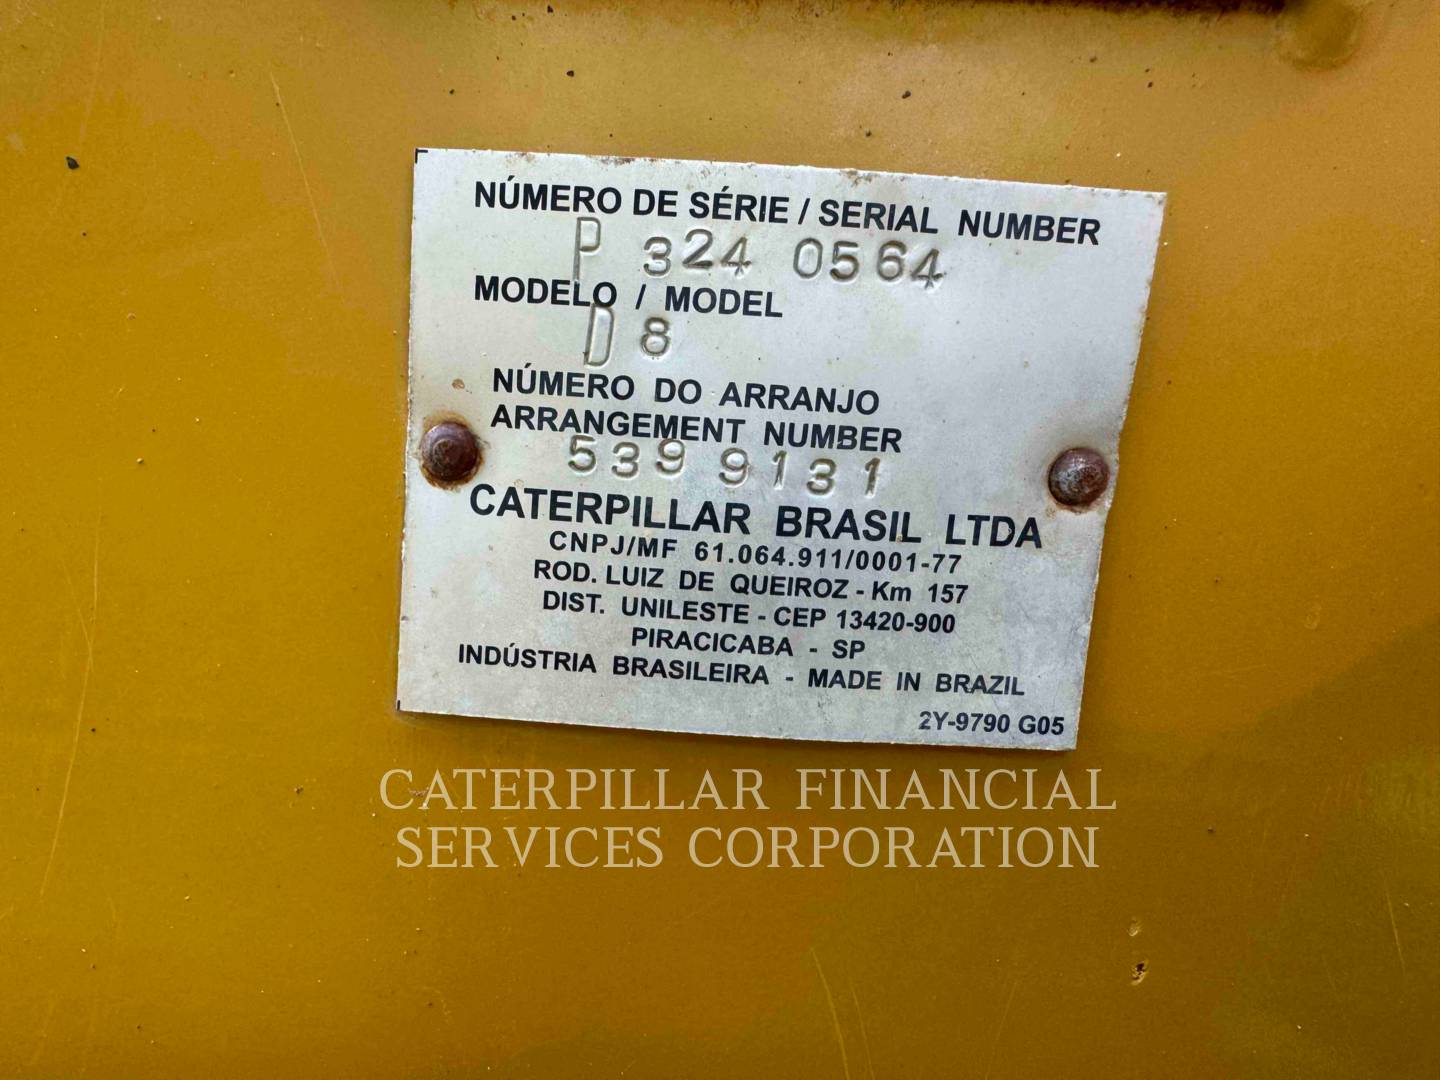 NÚMERO DE SÉRIE / SERIAL NUMBER
P 324 0564
MODELO / MODEL
D 8
NÚMERO DO ARRANJO
ARRANGEMENT NUMBER
539 9131
CATERPILLAR BRASIL LTDA
CNPJ/MF 61.064.911/0001-77
ROD. LUIZ DE QUEIROZ - Km 157
DIST. UNILESTE - CEP 13420-900
PIRACICABA - SP
INDÚSTRIA BRASILEIRA - MADE IN BRAZIL
2Y-9790 G05
CATERPILLAR FINANCIAL
SERVICES CORPORATION